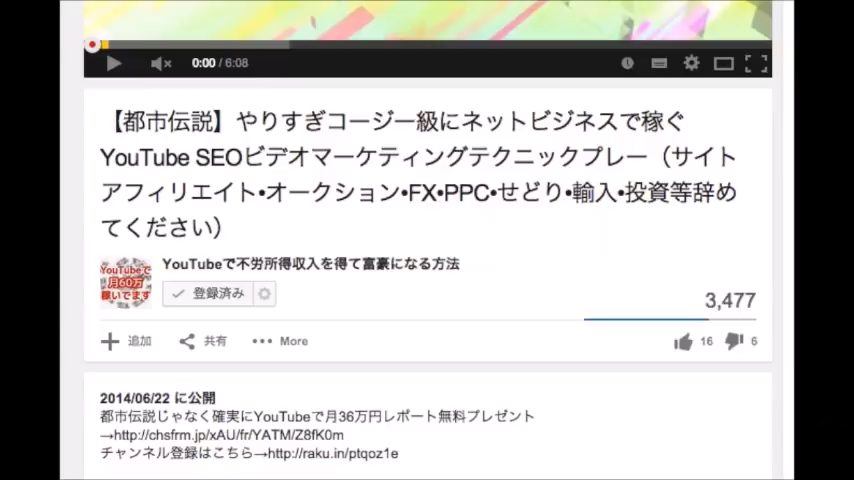 0:00 / 6:08
【都市伝説】やりすぎコージー級にネットビジネスで稼ぐ
YouTube SEOビデオマーケティングテクニックプレー（サイト
アフィリエイト•オークション•FX•PPC•せどり•輸入•投資等辞め
てください）
YouTubeで
月60万
稼いでます
YouTubeで不労所得収入を得て富豪になる方法
登録済み
3,477
追加
共有
More
16
6
2014/06/22 に公開
都市伝説じゃなく確実にYouTubeで月36万円レポート無料プレゼント
→http://chsfrm.jp/xAU/fr/YATM/Z8fK0m
チャンネル登録はこちら→http://raku.in/ptqoz1e